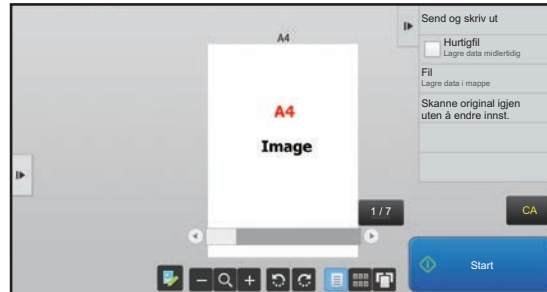 A4
A4
Image
1 / 7
Send og skriv ut
Hurtigfil
Lagre data midlertidig
Fil
Lagre data i mappe
Skanne original igjen
uten å endre innst.
CA
Start